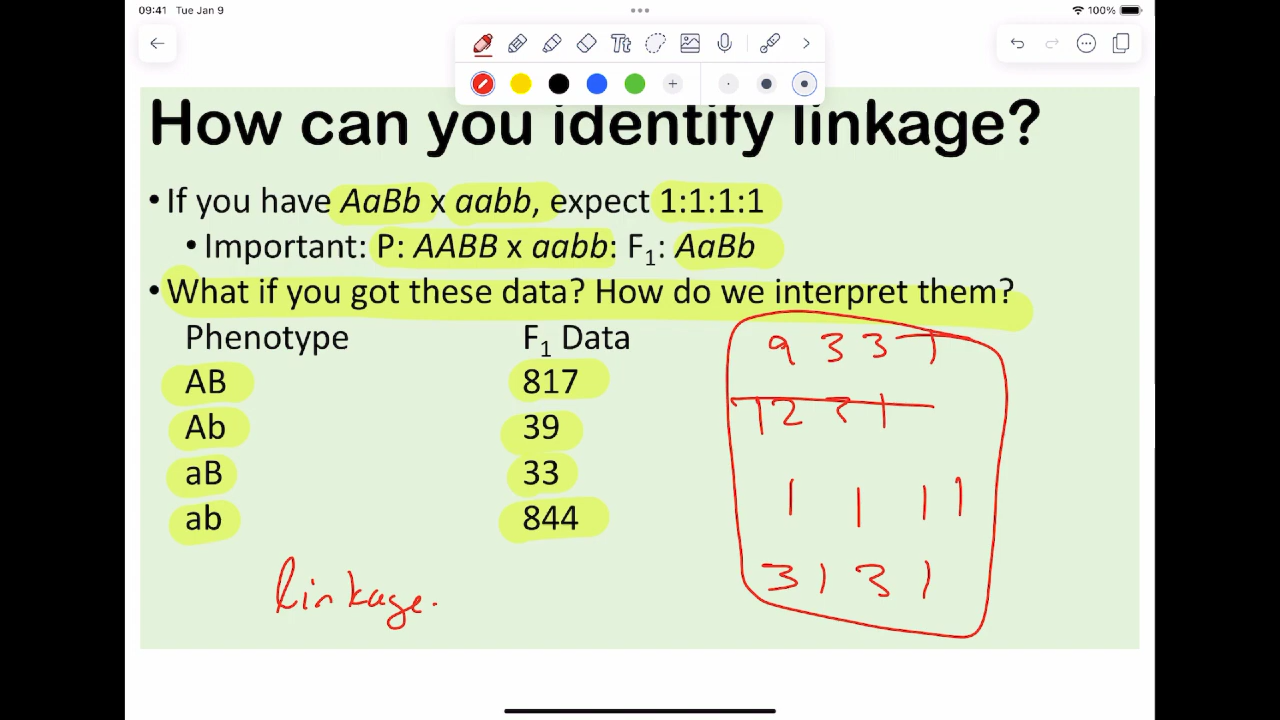 09:41 Tue Jan 9
100%
Tt
How can you identify linkage?
• If you have AaBb x aabb, expect 1:1:1:1
• Important: P: AABB x aabb: F1: AaBb
• What if you got these data? How do we interpret them?
Phenotype F1 Data
AB 817
Ab 39
aB 33
ab 844
9 3 3 1
1 2 1
1 1 1 1
3 1 3 1
linkage.